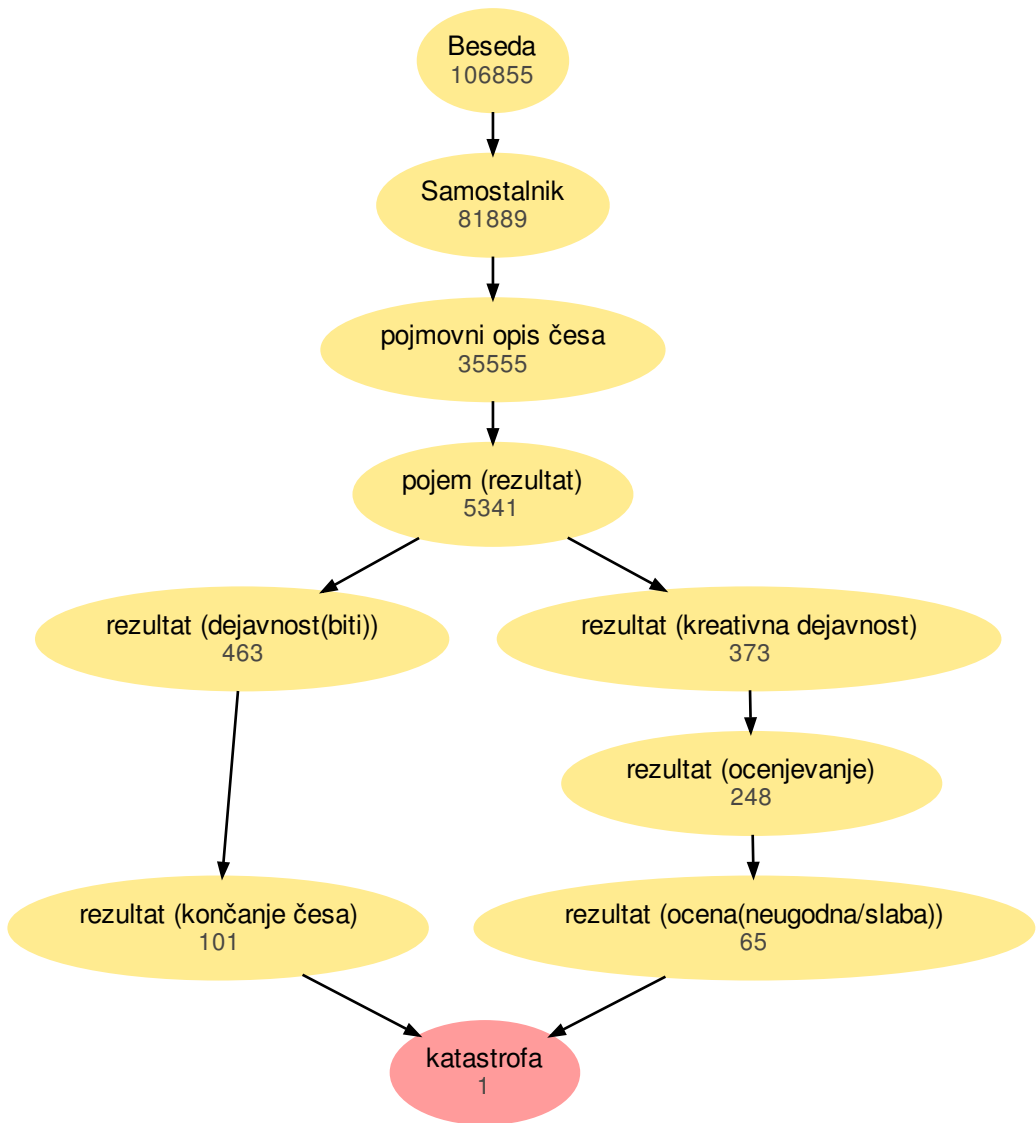 Beseda
106855
Samostalnik
81889
pojmovni opis česa
35555
pojem (rezultat)
5341
rezultat (dejavnost(biti))
463
rezultat (kreativna dejavnost)
373
rezultat (ocenjevanje)
248
rezultat (končanje česa)
101
rezultat (ocena(neugodna/slaba))
65
katastrofa
1